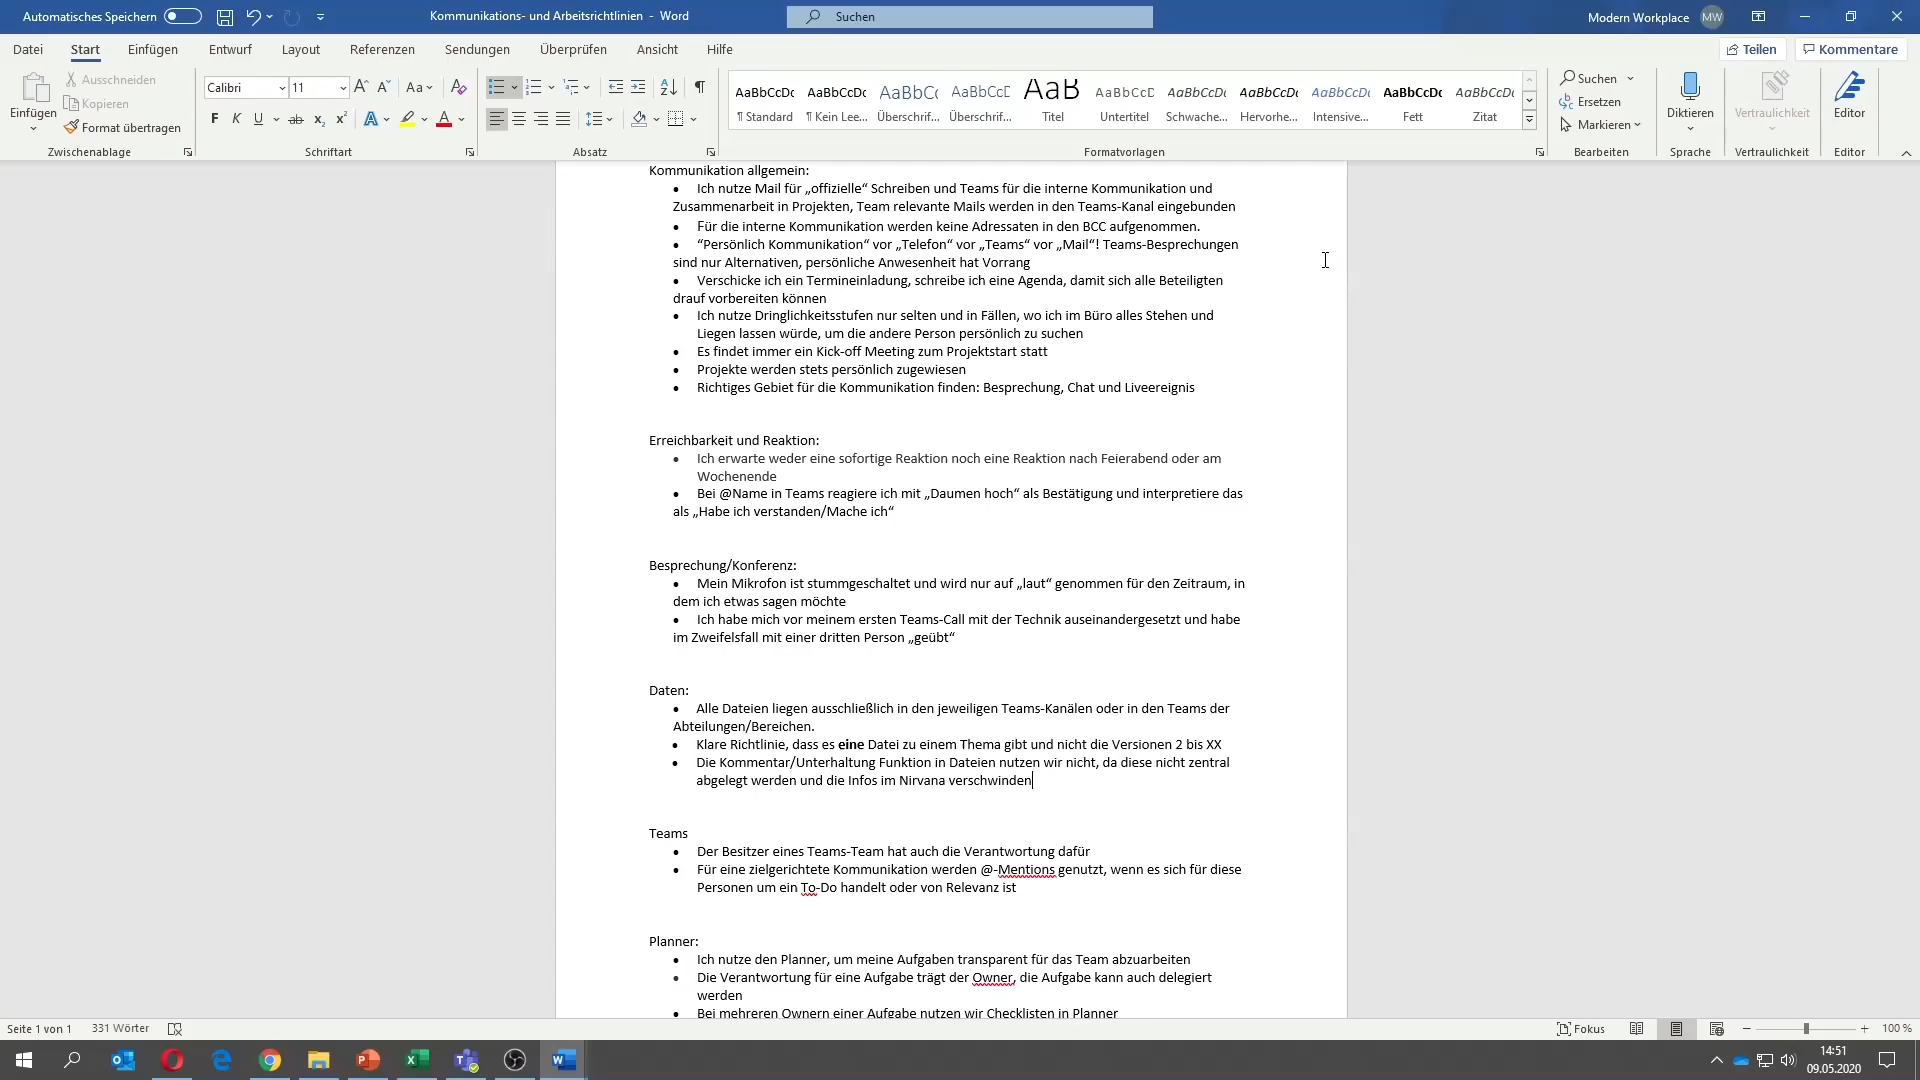 Automatisches Speichern
Kommunikations- und Arbeitsrichtlinien - Word
Suchen
Modern Workplace
MW
Datei Start Einfügen Entwurf Layout Referenzen Sendungen Überprüfen Ansicht Hilfe
Teilen
Kommentare
Einfügen
Ausschneiden
Kopieren
Format übertragen
Zwischenablage
Calibri
11
F K U ab x₂ x²
Schriftart
Absatz
AaBbCcDc AaBbCcDc AaBbCc AaBbCcD AaB AaBbCcD AaBbCcDc AaBbCcDc AaBbCcDc AaBbCcDc AaBbCcDc
¶ Standard ¶ Kein Lee... Überschrif... Überschrif... Titel Untertitel Schwache... Hervorhe... Intensive... Fett Zitat
Formatvorlagen
Suchen
Ersetzen
Markieren
Bearbeiten
Diktieren
Sprache
Vertraulichkeit
Vertraulichkeit
Editor
Editor
Kommunikation allgemein:
• Ich nutze Mail für „offizielle“ Schreiben und Teams für die interne Kommunikation und
Zusammenarbeit in Projekten, Team relevante Mails werden in den Teams-Kanal eingebunden
• Für die interne Kommunikation werden keine Adressaten in den BCC aufgenommen.
• “Persönlich Kommunikation“ vor „Telefon“ vor „Teams“ vor „Mail“! Teams-Besprechungen
sind nur Alternativen, persönliche Anwesenheit hat Vorrang
• Verschicke ich ein Termineinladung, schreibe ich eine Agenda, damit sich alle Beteiligten
drauf vorbereiten können
• Ich nutze Dringlichkeitsstufen nur selten und in Fällen, wo ich im Büro alles Stehen und
Liegen lassen würde, um die andere Person persönlich zu suchen
• Es findet immer ein Kick-off Meeting zum Projektstart statt
• Projekte werden stets persönlich zugewiesen
• Richtiges Gebiet für die Kommunikation finden: Besprechung, Chat und Liveereignis
Erreichbarkeit und Reaktion:
• Ich erwarte weder eine sofortige Reaktion noch eine Reaktion nach Feierabend oder am
Wochenende
• Bei @Name in Teams reagiere ich mit „Daumen hoch“ als Bestätigung und interpretiere das
als „Habe ich verstanden/Mache ich“
Besprechung/Konferenz:
• Mein Mikrofon ist stummgeschaltet und wird nur auf „laut“ genommen für den Zeitraum, in
dem ich etwas sagen möchte
• Ich habe mich vor meinem ersten Teams-Call mit der Technik auseinandergesetzt und habe
im Zweifelsfall mit einer dritten Person „geübt“
Daten:
• Alle Dateien liegen ausschließlich in den jeweiligen Teams-Kanälen oder in den Teams der
Abteilungen/Bereichen.
• Klare Richtlinie, dass es eine Datei zu einem Thema gibt und nicht die Versionen 2 bis XX
• Die Kommentar/Unterhaltung Funktion in Dateien nutzen wir nicht, da diese nicht zentral
abgelegt werden und die Infos im Nirvana verschwinden
Teams
• Der Besitzer eines Teams-Team hat auch die Verantwortung dafür
• Für eine zielgerichtete Kommunikation werden @-Mentions genutzt, wenn es sich für diese
Personen um ein To-Do handelt oder von Relevanz ist
Planner:
• Ich nutze den Planner, um meine Aufgaben transparent für das Team abzuarbeiten
• Die Verantwortung für eine Aufgabe trägt der Owner, die Aufgabe kann auch delegiert
werden
• Bei mehreren Ownern einer Aufgabe nutzen wir Checklisten in Planner
Seite 1 von 1
331 Wörter
Fokus
100 %
14:51
09.05.2020